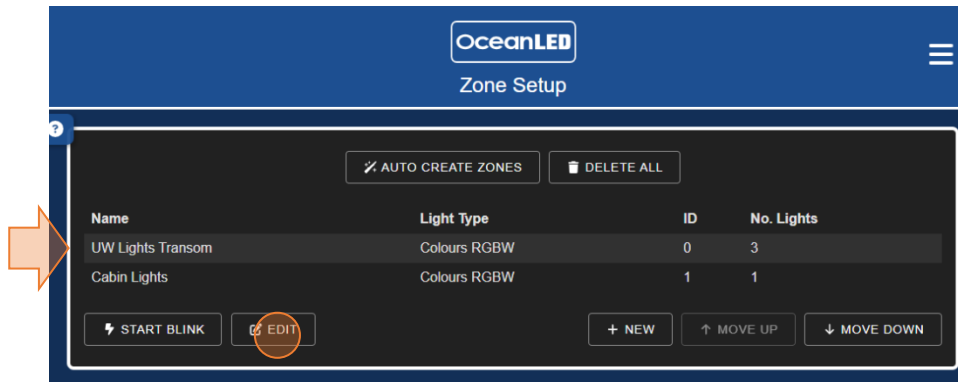 OceanLED
Zone Setup
?
AUTO CREATE ZONES DELETE ALL
Name Light Type ID No. Lights
UW Lights Transom Colours RGBW 0 3
Cabin Lights Colours RGBW 1 1
START BLINK EDIT + NEW ↑ MOVE UP ↓ MOVE DOWN